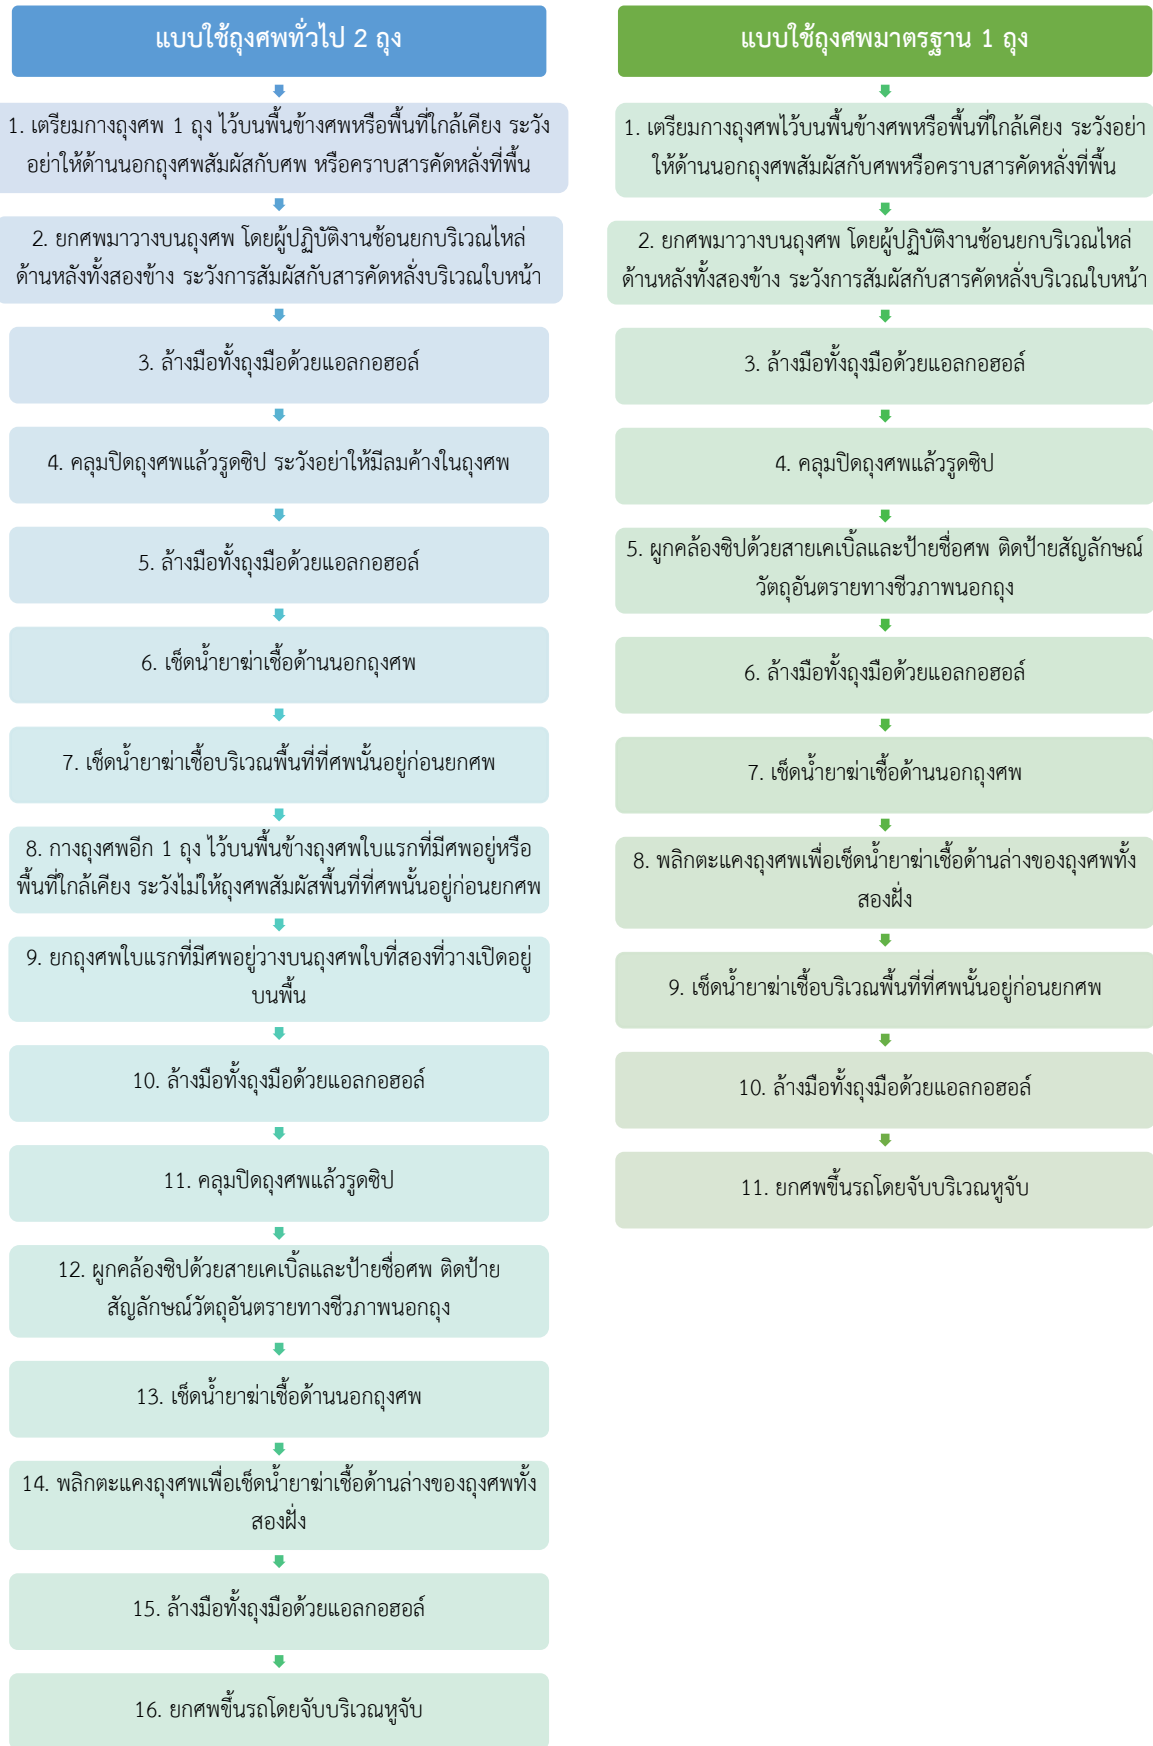 แบบใช้ถุงศพทั่วไป 2 ถุง
1. เตรียมกางถุงศพ 1 ถุง ไว้บนพื้นข้างศพหรือพื้นที่ใกล้เคียง ระวัง
อย่าให้ด้านนอกถุงศพสัมผัสกับศพ หรือคราบสารคัดหลั่งที่พื้น
2. ยกศพมาวางบนถุงศพ โดยผู้ปฏิบัติงานช้อนยกบริเวณไหล่
ด้านหลังทั้งสองข้าง ระวังการสัมผัสกับสารคัดหลั่งบริเวณใบหน้า
3. ล้างมือทั้งถุงมือด้วยแอลกอฮอล์
4. คลุมปิดถุงศพแล้วรูดซิป ระวังอย่าให้มีลมค้างในถุงศพ
5. ล้างมือทั้งถุงมือด้วยแอลกอฮอล์
6. เช็ดน้ำยาฆ่าเชื้อด้านนอกถุงศพ
7. เช็ดน้ำยาฆ่าเชื้อบริเวณพื้นที่ที่ศพนั้นอยู่ก่อนยกศพ
8. กางถุงศพอีก 1 ถุง ไว้บนพื้นข้างถุงศพใบแรกที่มีศพอยู่หรือ
พื้นที่ใกล้เคียง ระวังไม่ให้ถุงศพสัมผัสพื้นที่ที่ศพนั้นอยู่ก่อนยกศพ
9. ยกถุงศพใบแรกที่มีศพอยู่วางบนถุงศพใบที่สองที่วางเปิดอยู่
บนพื้น
10. ล้างมือทั้งถุงมือด้วยแอลกอฮอล์
11. คลุมปิดถุงศพแล้วรูดซิป
12. ผูกคล้องซิปด้วยสายเคเบิ้ลและป้ายชื่อศพ ติดป้าย
สัญลักษณ์วัตถุอันตรายทางชีวภาพนอกถุง
13. เช็ดน้ำยาฆ่าเชื้อด้านนอกถุงศพ
14. พลิกตะแคงถุงศพเพื่อเช็ดน้ำยาฆ่าเชื้อด้านล่างของถุงศพทั้ง
สองฝั่ง
15. ล้างมือทั้งถุงมือด้วยแอลกอฮอล์
16. ยกศพขึ้นรถโดยจับบริเวณหูจับ
แบบใช้ถุงศพมาตรฐาน 1 ถุง
1. เตรียมกางถุงศพไว้บนพื้นข้างศพหรือพื้นที่ใกล้เคียง ระวังอย่า
ให้ด้านนอกถุงศพสัมผัสกับศพหรือคราบสารคัดหลั่งที่พื้น
2. ยกศพมาวางบนถุงศพ โดยผู้ปฏิบัติงานช้อนยกบริเวณไหล่
ด้านหลังทั้งสองข้าง ระวังการสัมผัสกับสารคัดหลั่งบริเวณใบหน้า
3. ล้างมือทั้งถุงมือด้วยแอลกอฮอล์
4. คลุมปิดถุงศพแล้วรูดซิป
5. ผูกคล้องซิปด้วยสายเคเบิ้ลและป้ายชื่อศพ ติดป้ายสัญลักษณ์
วัตถุอันตรายทางชีวภาพนอกถุง
6. ล้างมือทั้งถุงมือด้วยแอลกอฮอล์
7. เช็ดน้ำยาฆ่าเชื้อด้านนอกถุงศพ
8. พลิกตะแคงถุงศพเพื่อเช็ดน้ำยาฆ่าเชื้อด้านล่างของถุงศพทั้ง
สองฝั่ง
9. เช็ดน้ำยาฆ่าเชื้อบริเวณพื้นที่ที่ศพนั้นอยู่ก่อนยกศพ
10. ล้างมือทั้งถุงมือด้วยแอลกอฮอล์
11. ยกศพขึ้นรถโดยจับบริเวณหูจับ